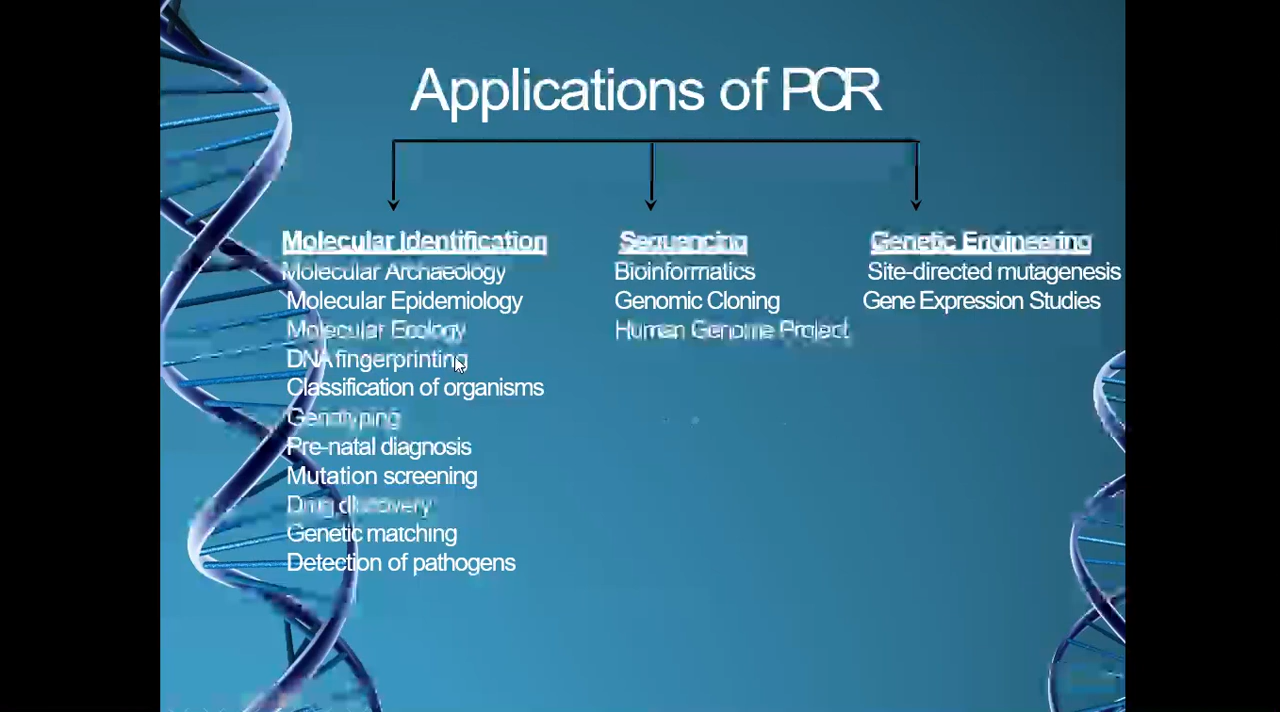 Applications of PCR
Molecular Identification
Molecular Archaeology
Molecular Epidemiology
Molecular Ecology
DNA fingerprinting
Classification of organisms
Genotyping
Pre-natal diagnosis
Mutation screening
Drug discovery
Genetic matching
Detection of pathogens
Sequencing
Bioinformatics
Genomic Cloning
Human Genome Project
Genetic Engineering
Site-directed mutagenesis
Gene Expression Studies